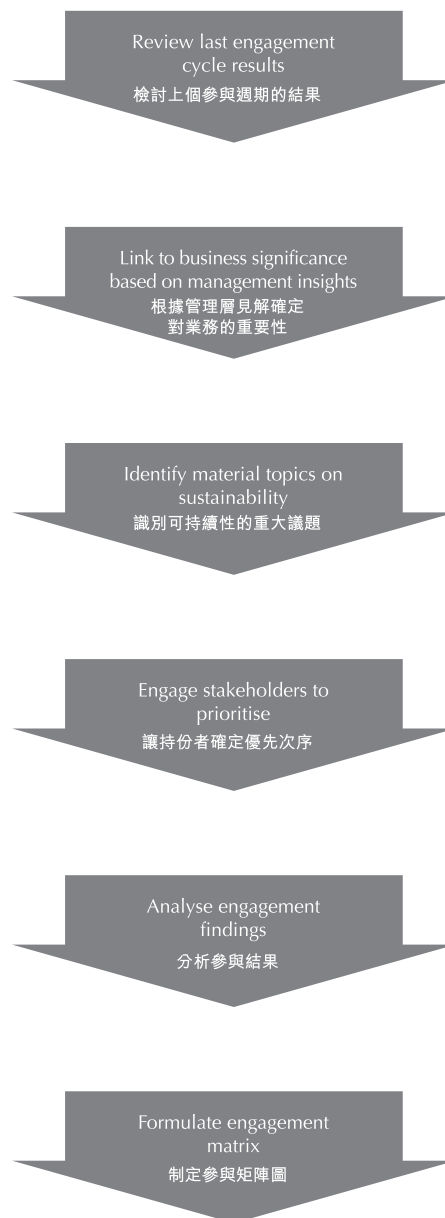 Review last engagement
cycle results
檢討上個參與週期的結果
Link to business significance
based on management insights
根據管理層見解確定
對業務的重要性
Identify material topics on
sustainability
識別可持續性的重大議題
Engage stakeholders to
prioritise
讓持份者確定優先次序
Analyse engagement
findings
分析參與結果
Formulate engagement
matrix
制定參與矩陣圖